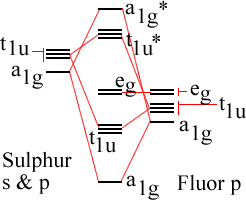 a1g*
t1u*
t1u
a1g
eg
eg
t1u
t1u
a1g
Sulphur
s & p
a1g
Fluor p